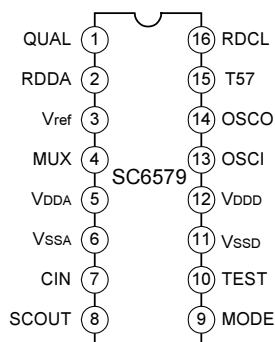 QUAL 1 16 RDCL
RDDA 2 15 T57
Vref 3 14 OSCO
MUX 4 13 OSCI
SC6579
VDDA 5 12 VDDD
VSSA 6 11 VSSD
CIN 7 10 TEST
SCOUT 8 9 MODE